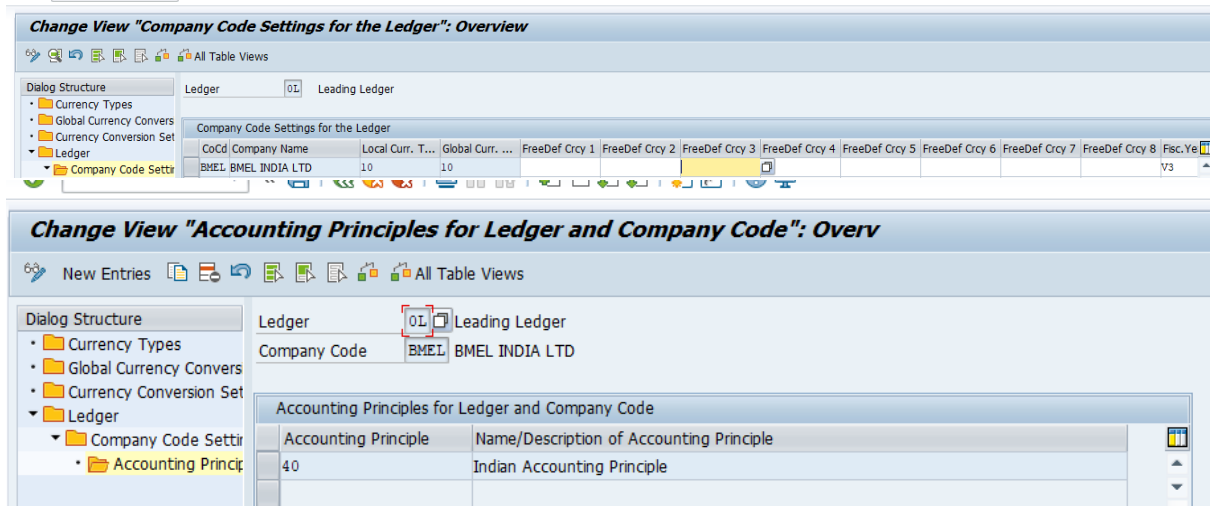 Change View "Company Code Settings for the Ledger": Overview
All Table Views
Dialog Structure
Currency Types
Global Currency Convers
Currency Conversion Set
Ledger
Company Code Settir
Ledger 0L Leading Ledger
Company Code Settings for the Ledger
CoCd Company Name Local Curr. T... Global Curr. ... FreeDef Crcy 1 FreeDef Crcy 2 FreeDef Crcy 3 FreeDef Crcy 4 FreeDef Crcy 5 FreeDef Crcy 6 FreeDef Crcy 7 FreeDef Crcy 8 Fisc.Ye
BMEL BMEL INDIA LTD 10 10 V3
Change View "Accounting Principles for Ledger and Company Code": Overv
New Entries All Table Views
Dialog Structure
Currency Types
Global Currency Convers
Currency Conversion Set
Ledger
Company Code Settir
Accounting Princip
Ledger 0L Leading Ledger
Company Code BMEL BMEL INDIA LTD
Accounting Principles for Ledger and Company Code
Accounting Principle Name/Description of Accounting Principle
40 Indian Accounting Principle